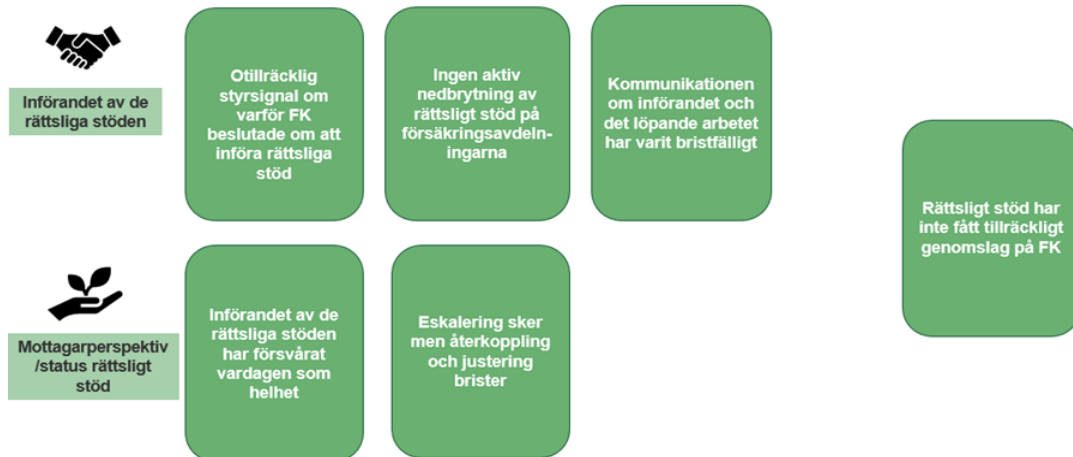 Införandet av de
rättsliga stöden
Otillräcklig
styrsignal om
varför FK
beslutade om att
införa rättsliga
stöd
Ingen aktiv
nedbrytning av
rättsligt stöd på
försäkringsavdeln-
ingarna
Kommunikationen
om införandet och
det löpande arbetet
har varit bristfälligt
Rättsligt stöd har
inte fått tillräckligt
genomslag på FK
Mottagarperspektiv
/status rättsligt
stöd
Införandet av de
rättsliga stöden
har försvårat
vardagen som
helhet
Eskalering sker
men återkoppling
och justering
brister